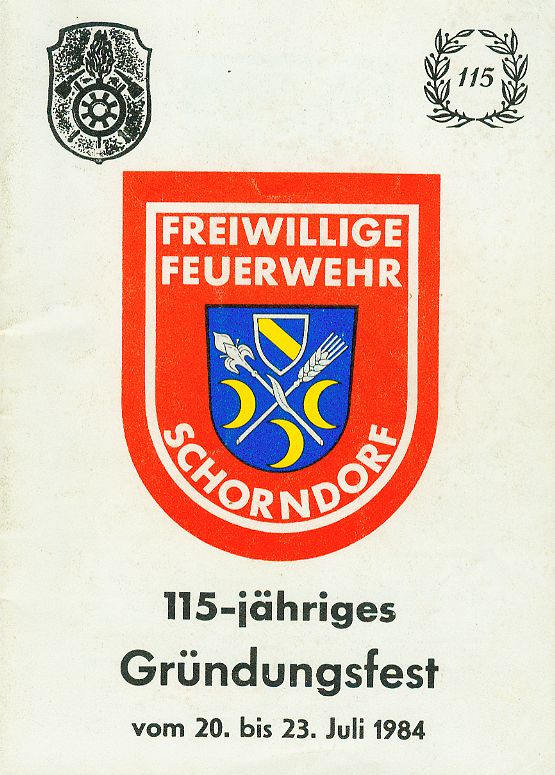 115
FREIWILLIGE
FEUERWEHR
SCHORNDORF
115-jähriges
Gründungsfest
vom 20. bis 23. Juli 1984